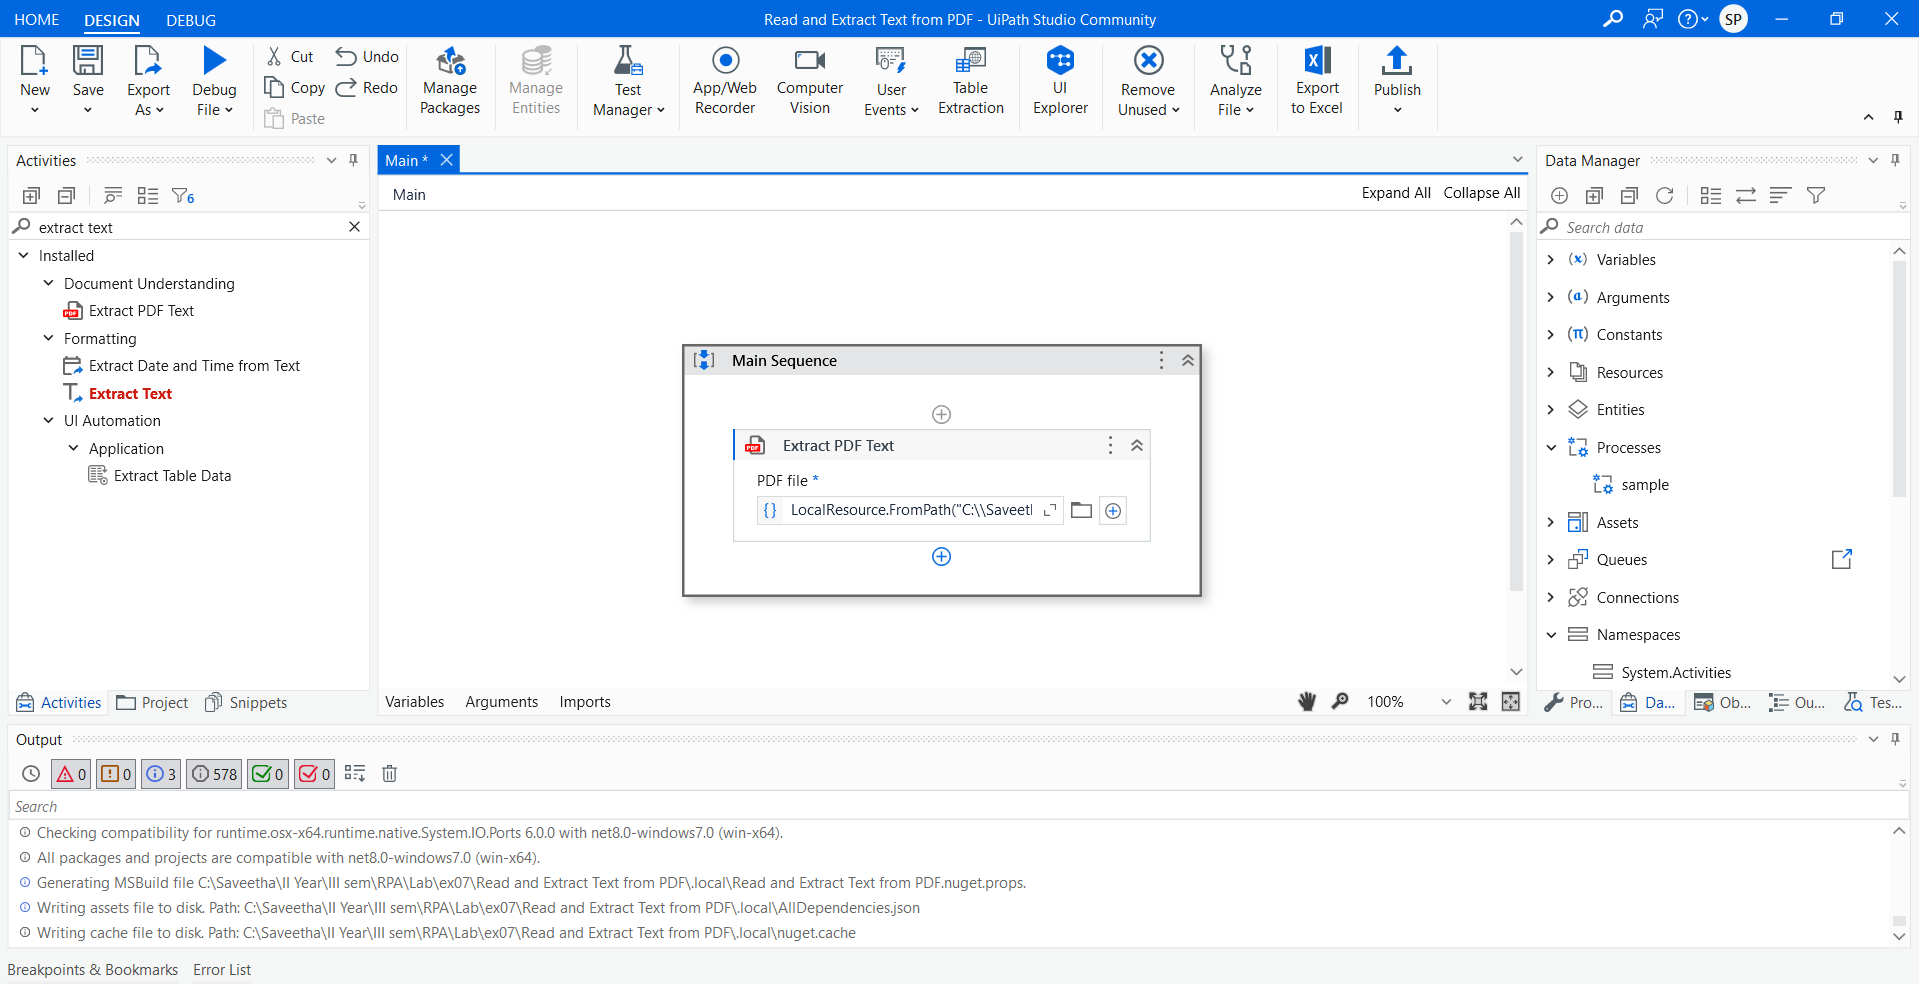 HOME DESIGN DEBUG Read and Extract Text from PDF - UiPath Studio Community SP
New
Save
Export As
Debug File
Cut
Copy
Paste
Undo
Redo
Manage Packages
Manage Entities
Test Manager
App/Web Recorder
Computer Vision
User Events
Table Extraction
UI Explorer
Remove Unused
Analyze File
Export to Excel
Publish
Activities
6
extract text
Installed
Document Understanding
Extract PDF Text
Formatting
Extract Date and Time from Text
Extract Text
UI Automation
Application
Extract Table Data
Activities Project Snippets
Main *
Main Expand All Collapse All
Main Sequence
PDF Extract PDF Text
PDF file *
LocalResource.FromPath("C:\\Saveetl
Variables Arguments Imports 100%
Data Manager
Search data
Variables
Arguments
Constants
Resources
Entities
Processes
sample
Assets
Queues
Connections
Namespaces
System.Activities
Pro... Da... Ob... Ou... Tes...
Output
0 0 3 578 0 0
Search
Checking compatibility for runtime.osx-x64.runtime.native.System.IO.Ports 6.0.0 with net8.0-windows7.0 (win-x64).
All packages and projects are compatible with net8.0-windows7.0 (win-x64).
Generating MSBuild file C:\Saveetha\II Year\III sem\RPA\Lab\ex07\Read and Extract Text from PDF\.local\Read and Extract Text from PDF.nuget.props.
Writing assets file to disk. Path: C:\Saveetha\II Year\III sem\RPA\Lab\ex07\Read and Extract Text from PDF\.local\AllDependencies.json
Writing cache file to disk. Path: C:\Saveetha\II Year\III sem\RPA\Lab\ex07\Read and Extract Text from PDF\.local\nuget.cache
Breakpoints & Bookmarks Error List